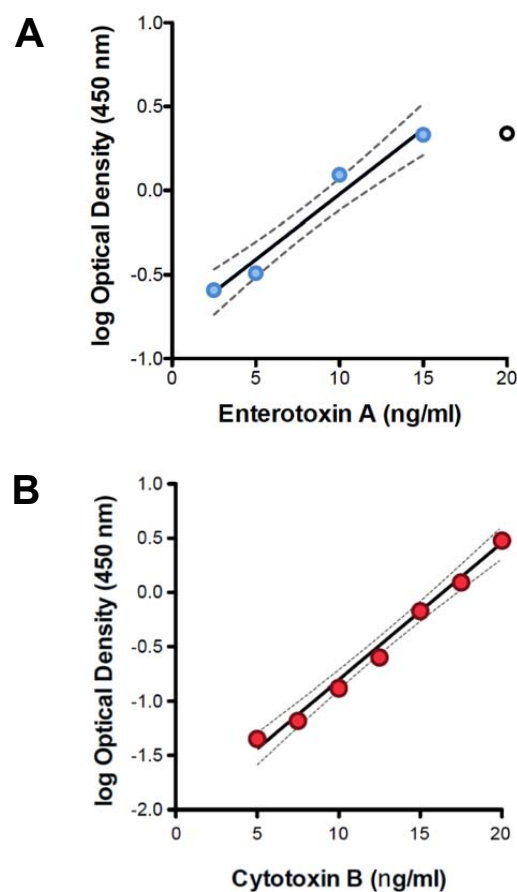 A
log Optical Density (450 nm)
1.0
0.5
0.0
-0.5
-1.0
0 5 10 15 20
Enterotoxin A (ng/ml)
B
log Optical Density (450 nm)
1.0
0.5
0.0
-0.5
-1.0
-1.5
-2.0
0 5 10 15 20
Cytotoxin B (ng/ml)